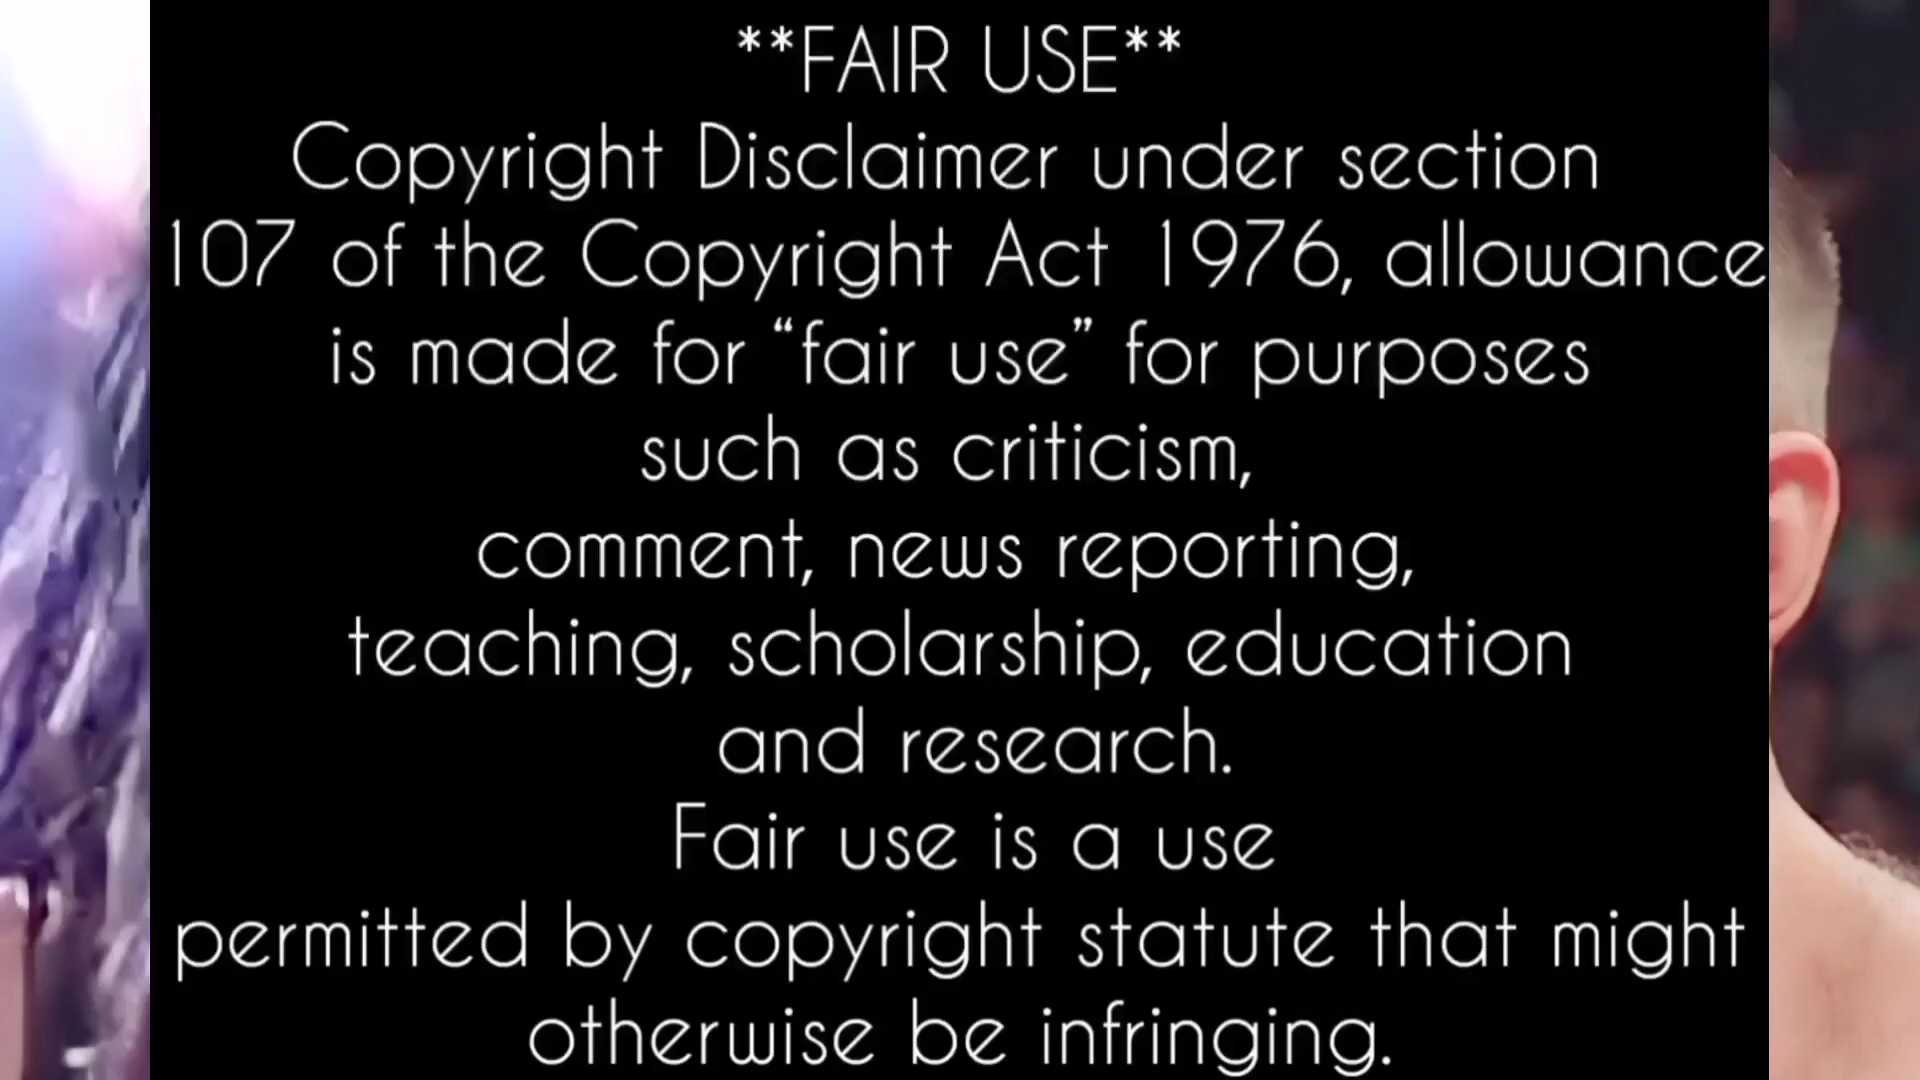 **FAIR USE**
Copyright Disclaimer under section
107 of the Copyright Act 1976, allowance
is made for “fair use” for purposes
such as criticism,
comment, news reporting,
teaching, scholarship, education
and research.
Fair use is a use
permitted by copyright statute that might
otherwise be infringing.